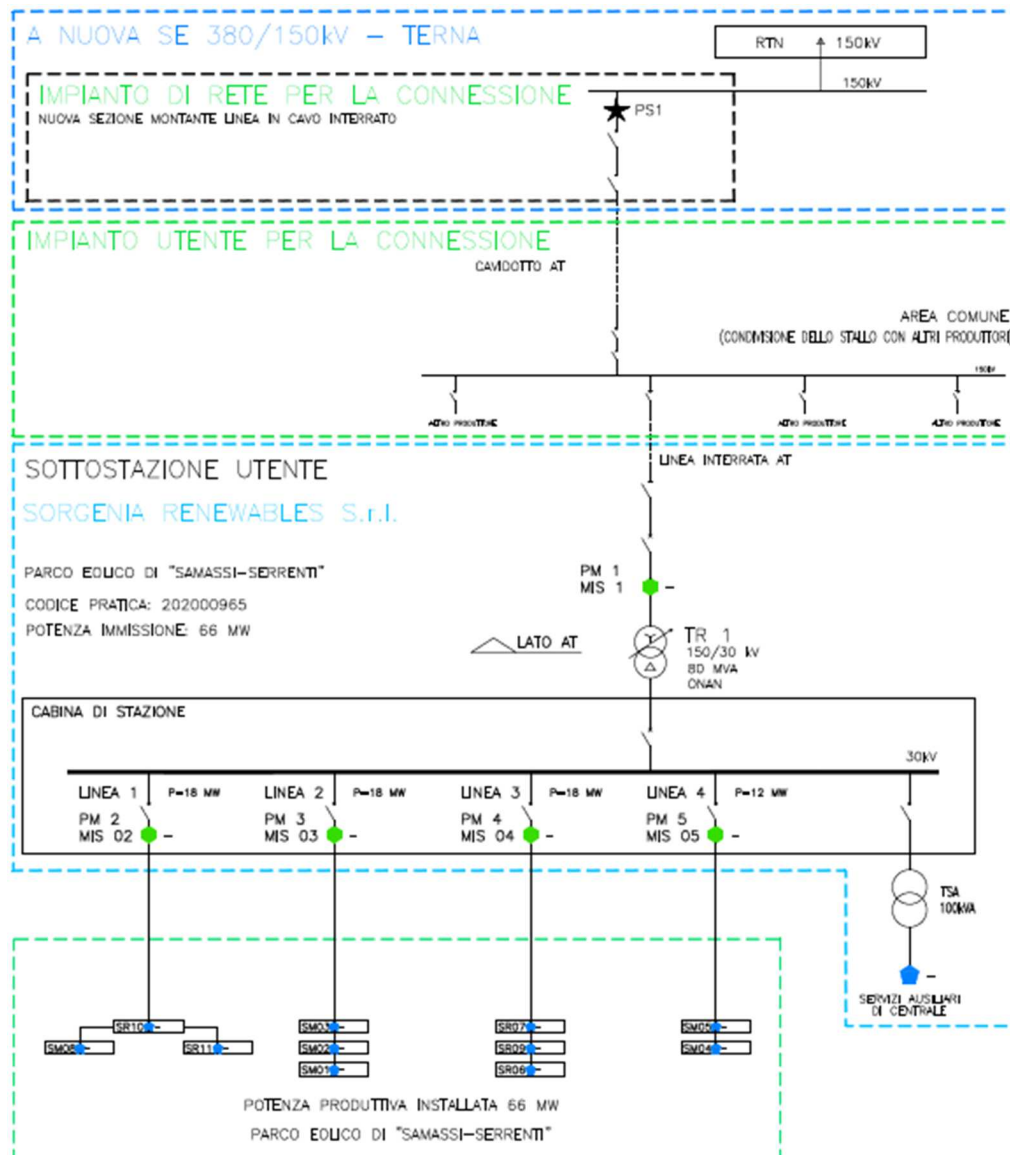 A NUOVA SE 380/150kV – TERNA
RTN 150kV
150kV
IMPIANTO DI RETE PER LA CONNESSIONE
NUOVA SEZIONE MONTANTE LINEA IN CAVO INTERRATO
PS1
IMPIANTO UTENTE PER LA CONNESSIONE
CAVIDOTTO AT
AREA COMUNE
(CONDIVISIONE DELLO STALLO CON ALTRI PRODUTTORI
150kV
ALTRO PRODUTTORE
ALTRO PRODUTTORE
ALTRO PRODUTTORE
LINEA INTERRATA AT
SOTTOSTAZIONE UTENTE
SORGENIA RENEWABLES S.r.l.
PARCO EOLICO DI "SAMASSI–SERRENTI"
CODICE PRATICA: 202000965
POTENZA IMMISSIONE: 66 MW
PM 1
MIS 1
–
LATO AT
TR 1
150/30 kV
80 MVA
ONAN
CABINA DI STAZIONE
30kV
LINEA 1 P=18 MW
PM 2
MIS 02 –
LINEA 2 P=18 MW
PM 3
MIS 03 –
LINEA 3 P=18 MW
PM 4
MIS 04 –
LINEA 4 P=12 MW
PM 5
MIS 05 –
TSA
100kVA
–
SERVIZI AUSILIARI
DI CENTRALE
SR10 –
SM08 –
SR11 –
SM03 –
SM02 –
SM01 –
SR07 –
SR09 –
SR06 –
SM05 –
SM04 –
POTENZA PRODUTTIVA INSTALLATA 66 MW
PARCO EOLICO DI "SAMASSI–SERRENTI"